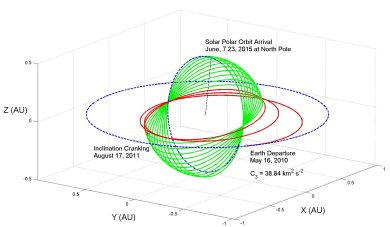 Solar Polar Orbit Arrival
June, 7.23, 2015 at North Pole
0.5
Z (AU)
0
-0.5
Inclination Cranking
August 17, 2011
Earth Departure
May 16, 2010
C3 = 38.84 km² s⁻²
1
0.5
0
-0.5
-1
Y (AU)
-1
-0.5
0
0.5
1
X (AU)